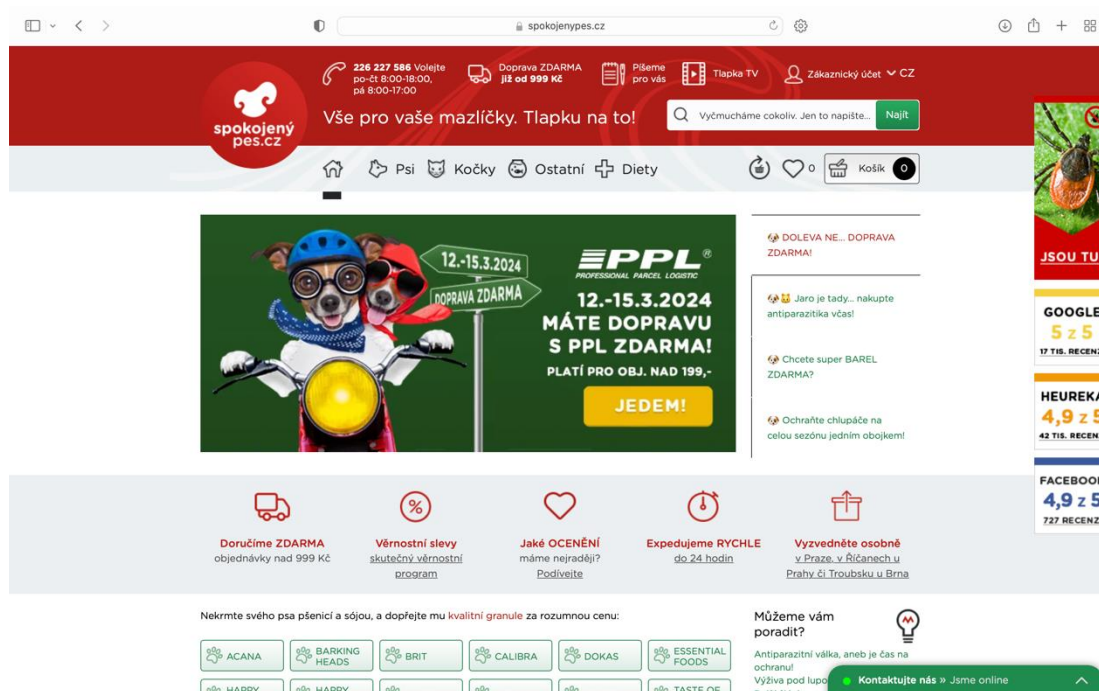 spokojenypes.cz
spokojený
pes.cz
226 227 586 Volejte
po-čt 8:00-18:00,
pá 8:00-17:00
Doprava ZDARMA
již od 999 Kč
Píšeme
pro vás
Tlapka TV
Zákaznický účet
CZ
Vše pro vaše mazlíčky. Tlapku na to!
Vyčmucháme cokoliv. Jen to napište...
Najít
Psi
Kočky
Ostatní
Diety
0
Košík
0
12.-15.3.2024
DOPRAVA ZDARMA
PPL®
PROFESSIONAL PARCEL LOGISTIC
12.-15.3.2024
MÁTE DOPRAVU
S PPL ZDARMA!
PLATÍ PRO OBJ. NAD 199,-
JEDEM!
DOLEVA NE... DOPRAVA
ZDARMA!
Jaro je tady... nakupte
antiparazitika včas!
Chcete super BAREL
ZDARMA?
Ochraňte chlupáče na
celou sezónu jedním obojkem!
JSOU TU
GOOGLE
5 z 5
17 TIS. RECENZ
HEUREKA
4,9 z 5
42 TIS. RECEN
FACEBOO
4,9 z 5
727 RECENZ
Doručíme ZDARMA
objednávky nad 999 Kč
Věrnostní slevy
skutečný věrnostní
program
Jaké OCENĚNÍ
máme nejraději?
Podívejte
Expedujeme RYCHLE
do 24 hodin
Vyzvedněte osobně
v Praze, v Říčanech u
Prahy či Troubsku u Brna
Nekrmte svého psa pšenicí a sójou, a dopřejte mu kvalitní granule za rozumnou cenu:
ACANA
BARKING
HEADS
BRIT
CALIBRA
DOKAS
ESSENTIAL
FOODS
HAPPY
HAPPY
TASTE OF
Můžeme vám
poradit?
Antiparazitní válka, aneb je čas na
ochranu!
Výživa pod lupo
Kontaktujte nás » Jsme online